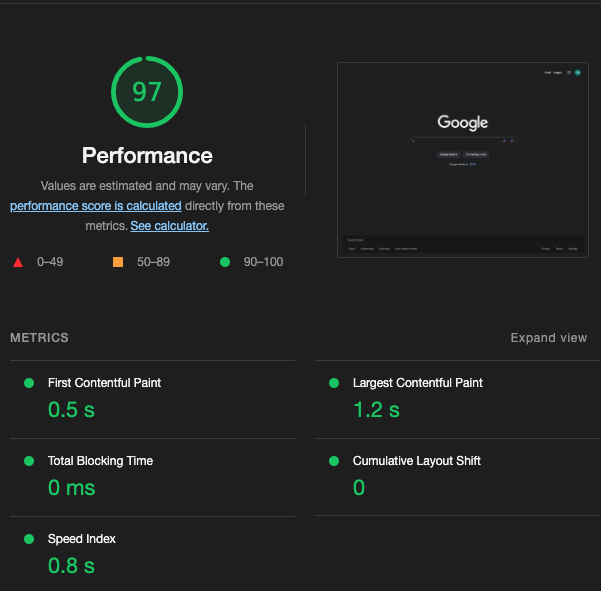 97
Performance
Values are estimated and may vary. The
performance score is calculated directly from these
metrics. See calculator.
0–49
50–89
90–100
Google
METRICS
Expand view
First Contentful Paint
0.5 s
Largest Contentful Paint
1.2 s
Total Blocking Time
0 ms
Cumulative Layout Shift
0
Speed Index
0.8 s